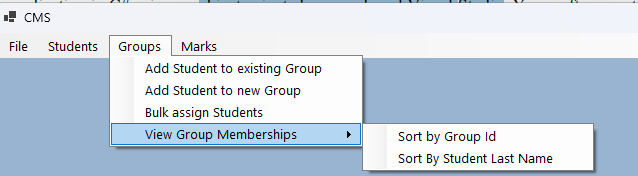 CMS
File Students Groups Marks
Add Student to existing Group
Add Student to new Group
Bulk assign Students
View Group Memberships
Sort by Group Id
Sort By Student Last Name